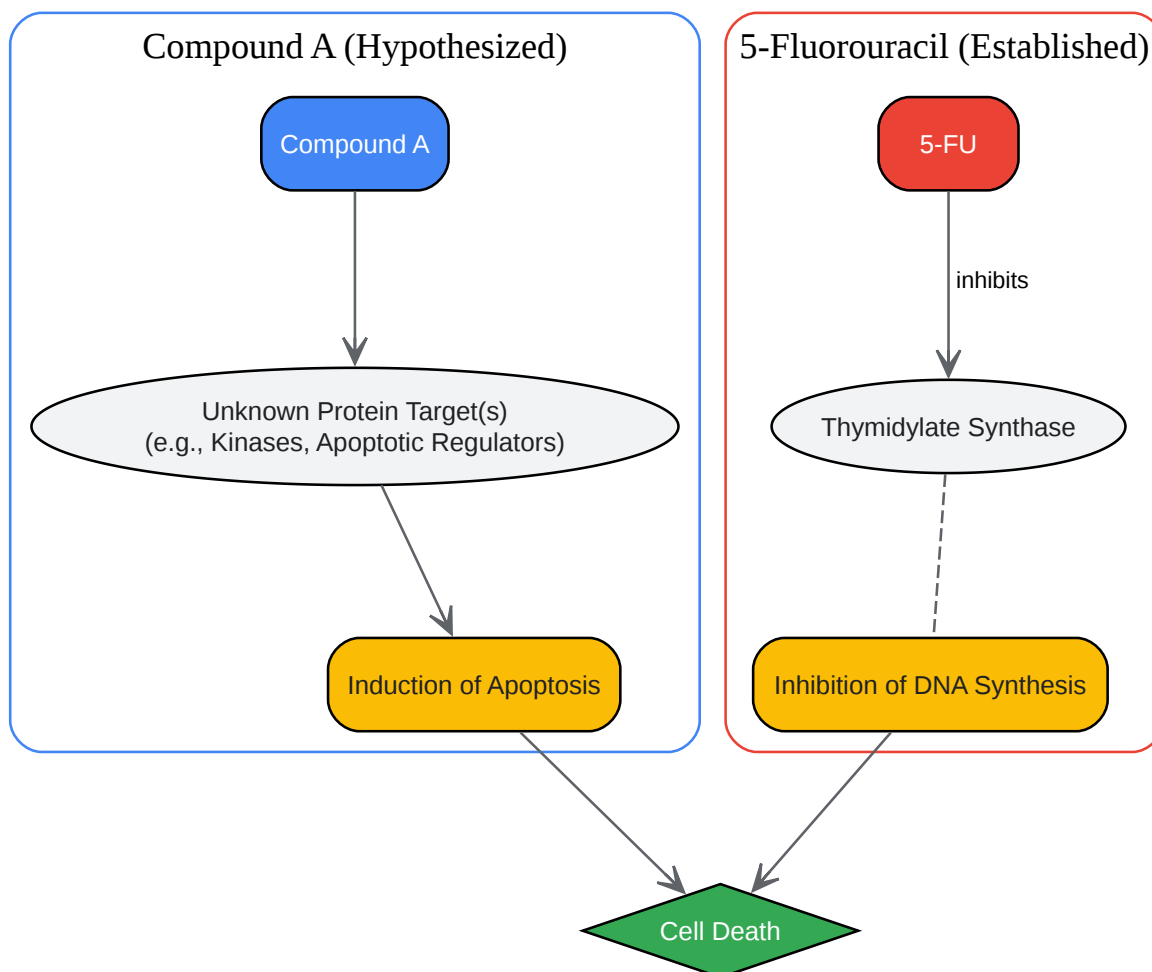 Compound A (Hypothesized)
Compound A
Unknown Protein Target(s)
(e.g., Kinases, Apoptotic Regulators)
Induction of Apoptosis
5-Fluorouracil (Established)
5-FU
inhibits
Thymidylate Synthase
Inhibition of DNA Synthesis
Cell Death